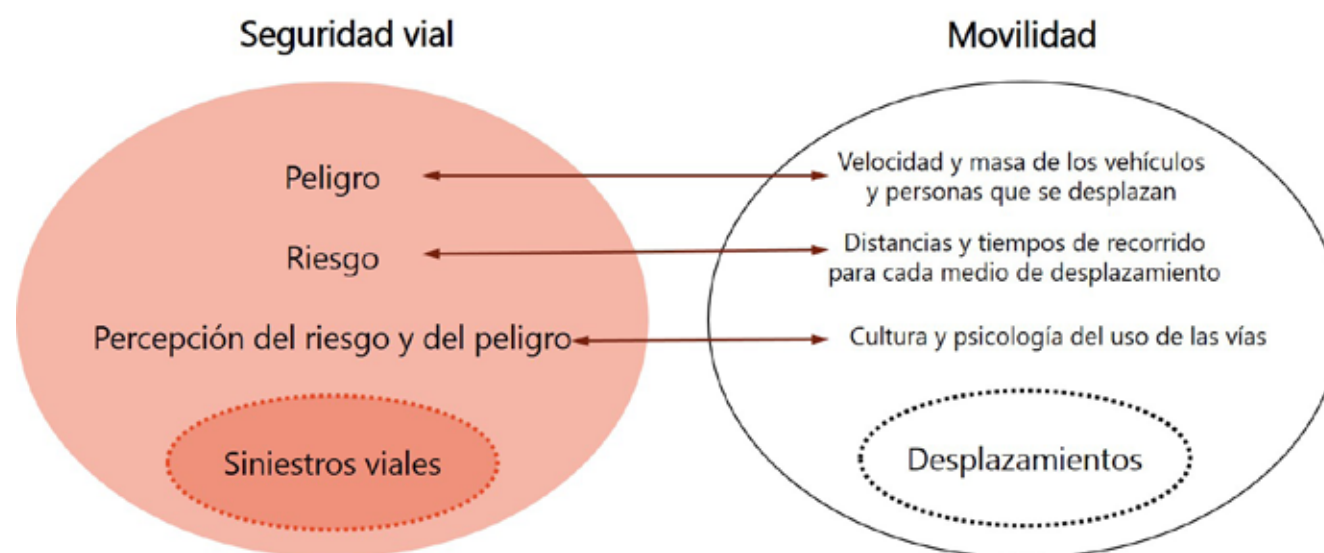 Seguridad vial
Movilidad
Peligro
Velocidad y masa de los vehículos
y personas que se desplazan
Riesgo
Distancias y tiempos de recorrido
para cada medio de desplazamiento
Percepción del riesgo y del peligro
Cultura y psicología del uso de las vías
Siniestros viales
Desplazamientos